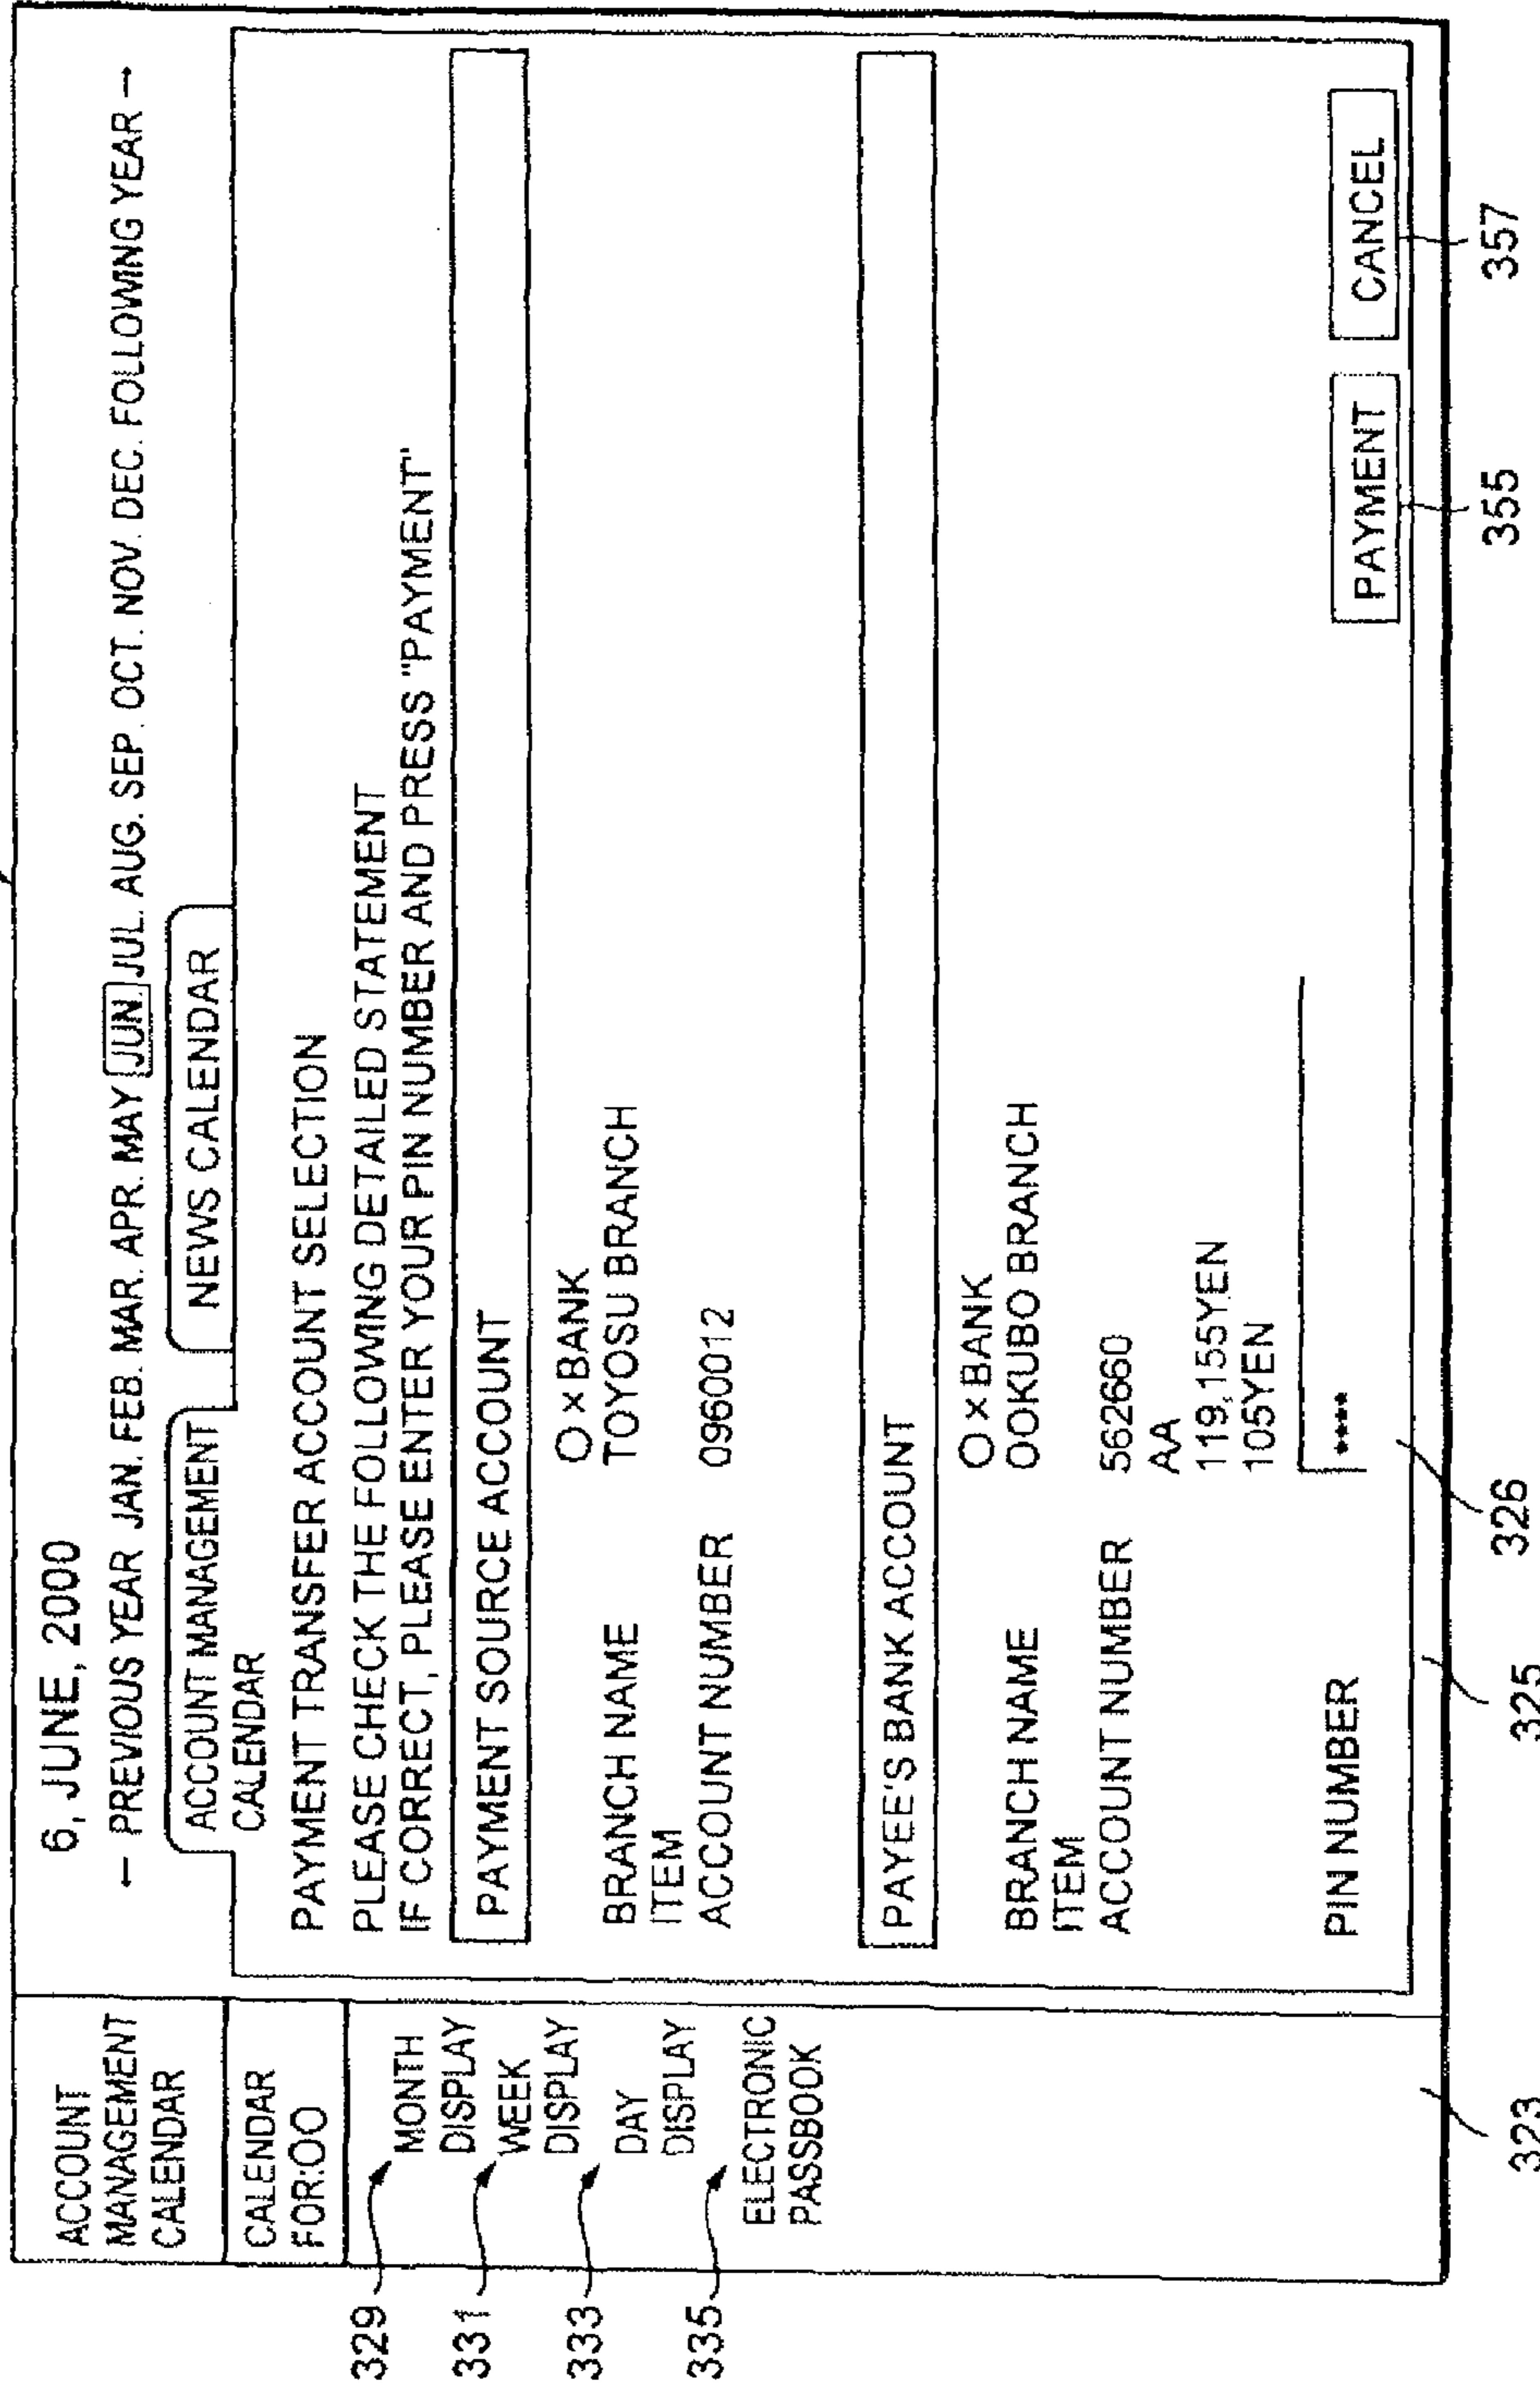 ACCOUNT
MANAGEMENT
CALENDAR
CALENDAR
FOR:OO
329
MONTH
DISPLAY
331
WEEK
DISPLAY
333
DAY
DISPLAY
335
ELECTRONIC
PASSBOOK
323
6, JUNE, 2000
← PREVIOUS YEAR JAN. FEB. MAR. APR. MAY JUN. JUL. AUG. SEP. OCT. NOV. DEC. FOLLOWING YEAR →
ACCOUNT MANAGEMENT
CALENDAR
NEWS CALENDAR
PAYMENT TRANSFER ACCOUNT SELECTION
PLEASE CHECK THE FOLLOWING DETAILED STATEMENT
IF CORRECT, PLEASE ENTER YOUR PIN NUMBER AND PRESS "PAYMENT"
PAYMENT SOURCE ACCOUNT
O×BANK
BRANCH NAME TOYOSU BRANCH
ITEM
ACCOUNT NUMBER 0960012
PAYEE'S BANK ACCOUNT
O×BANK
BRANCH NAME OOKUBO BRANCH
ITEM
ACCOUNT NUMBER 562660
AA
119,155YEN
105YEN
PIN NUMBER ****
PAYMENT CANCEL
325
326
355
357